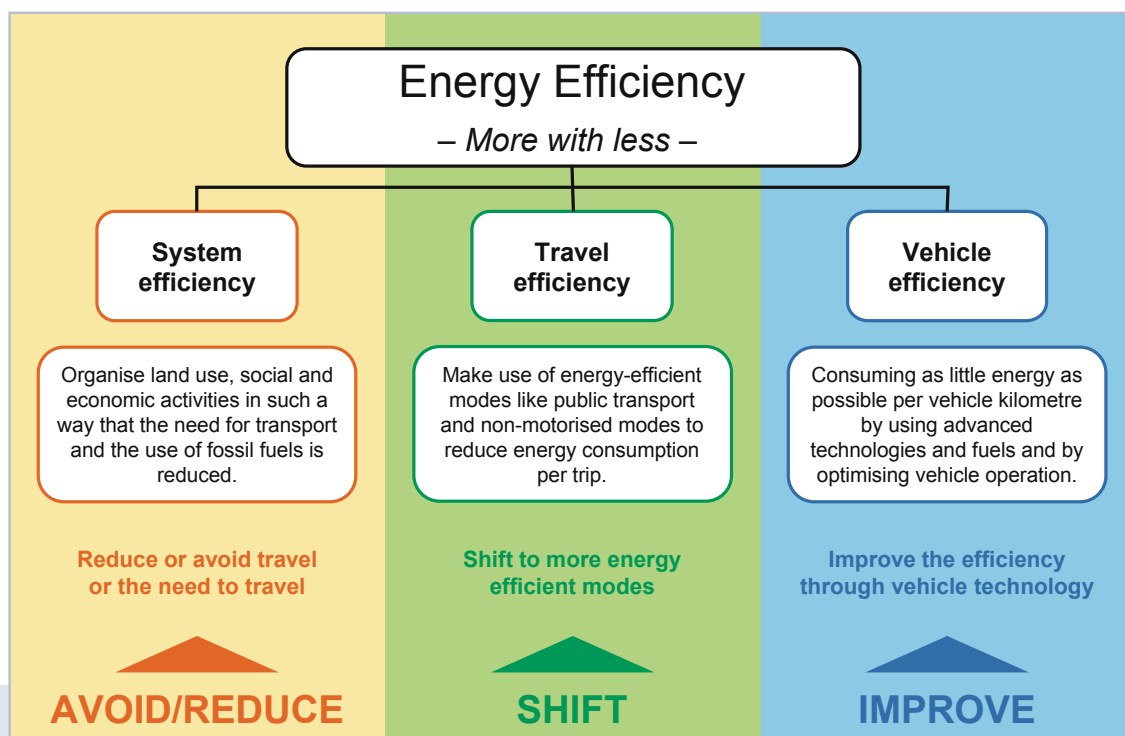 Energy Efficiency
– More with less –
System
efficiency
Travel
efficiency
Vehicle
efficiency
Organise land use, social and
economic activities in such a
way that the need for transport
and the use of fossil fuels is
reduced.
Make use of energy-efficient
modes like public transport
and non-motorised modes to
reduce energy consumption
per trip.
Consuming as little energy as
possible per vehicle kilometre
by using advanced
technologies and fuels and by
optimising vehicle operation.
Reduce or avoid travel
or the need to travel
Shift to more energy
efficient modes
Improve the efficiency
through vehicle technology
AVOID/REDUCE
SHIFT
IMPROVE